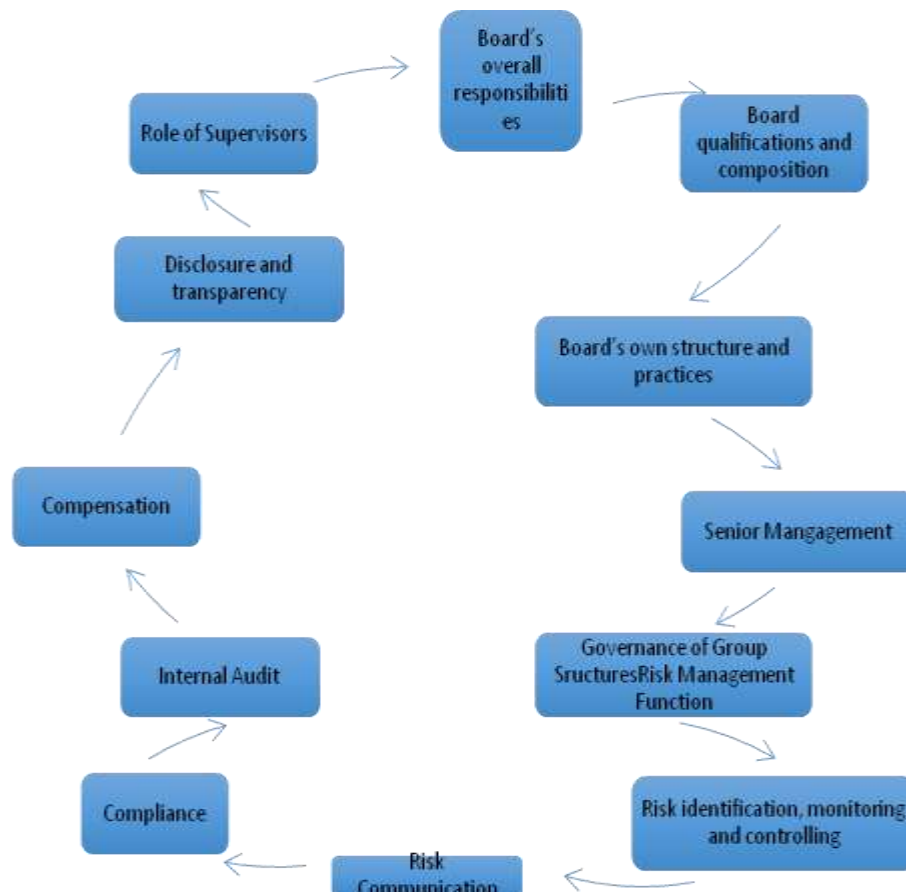 Board's
overall
responsibiliti
es
Board
qualifications and
composition
Board's own structure and
practices
Senior Mangagement
Governance of Group
SructuresRisk Management
Function
Risk identification, monitoring
and controlling
Risk
Communication
Compliance
Internal Audit
Compensation
Disclosure and
transparency
Role of Supervisors